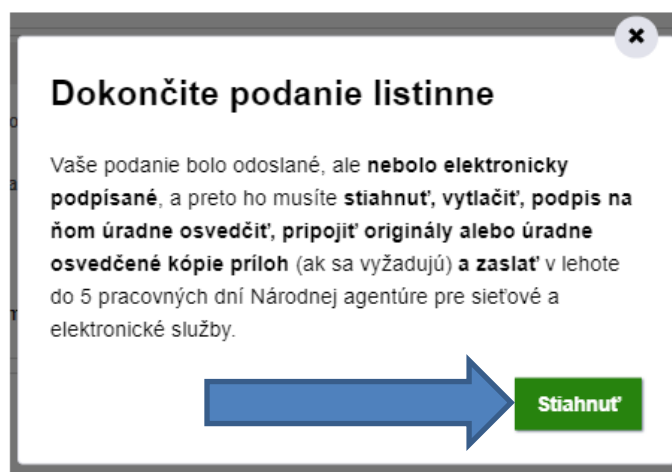 Dokončite podanie listinne
Vaše podanie bolo odoslané, ale nebolo elektronicky
podpísané, a preto ho musíte stiahnuť, vytlačiť, podpis na
ňom úradne osvedčiť, pripojiť originály alebo úradne
osvedčené kópie príloh (ak sa vyžadujú) a zaslať v lehote
do 5 pracovných dní Národnej agentúre pre sieťové a
elektronické služby.
Stiahnuť